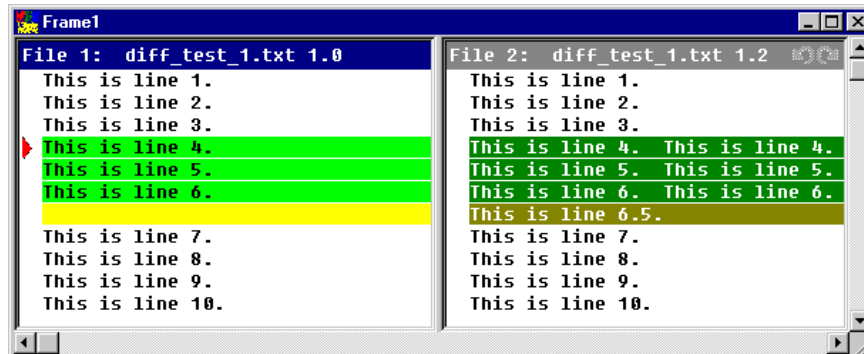 Frame1
File 1:  diff_test_1.txt 1.0
This is line 1.
This is line 2.
This is line 3.
This is line 4.
This is line 5.
This is line 6.
This is line 7.
This is line 8.
This is line 9.
This is line 10.
File 2:  diff_test_1.txt 1.2
This is line 1.
This is line 2.
This is line 3.
This is line 4.  This is line 4.
This is line 5.  This is line 5.
This is line 6.  This is line 6.
This is line 6.5.
This is line 7.
This is line 8.
This is line 9.
This is line 10.